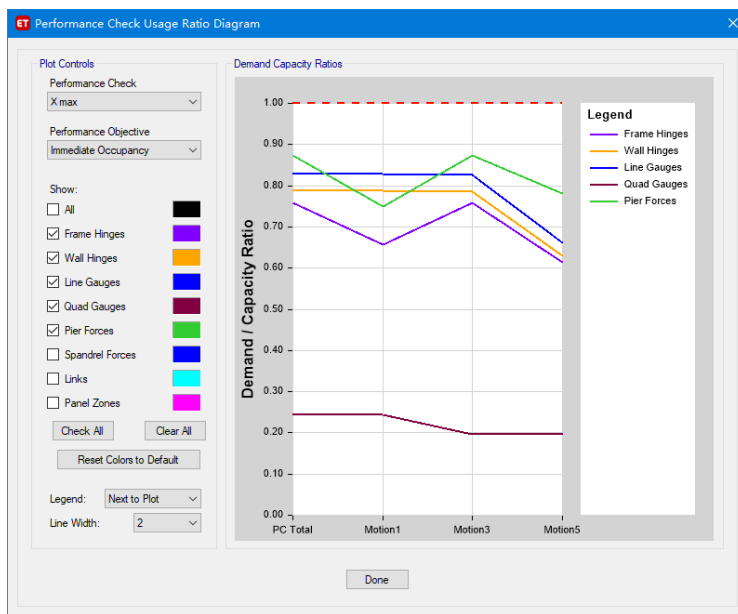 ET Performance Check Usage Ratio Diagram
Plot Controls
Performance Check
X max
Performance Objective
Immediate Occupancy
Show:
All
Frame Hinges
Wall Hinges
Line Gauges
Quad Gauges
Pier Forces
Spandrel Forces
Links
Panel Zones
Check All
Clear All
Reset Colors to Default
Legend:
Next to Plot
Line Width:
2
Demand Capacity Ratios
Demand / Capacity Ratio
1.00
0.90
0.80
0.70
0.60
0.50
0.40
0.30
0.20
0.10
0.00
PC Total
Motion1
Motion3
Motion5
Legend
Frame Hinges
Wall Hinges
Line Gauges
Quad Gauges
Pier Forces
Done